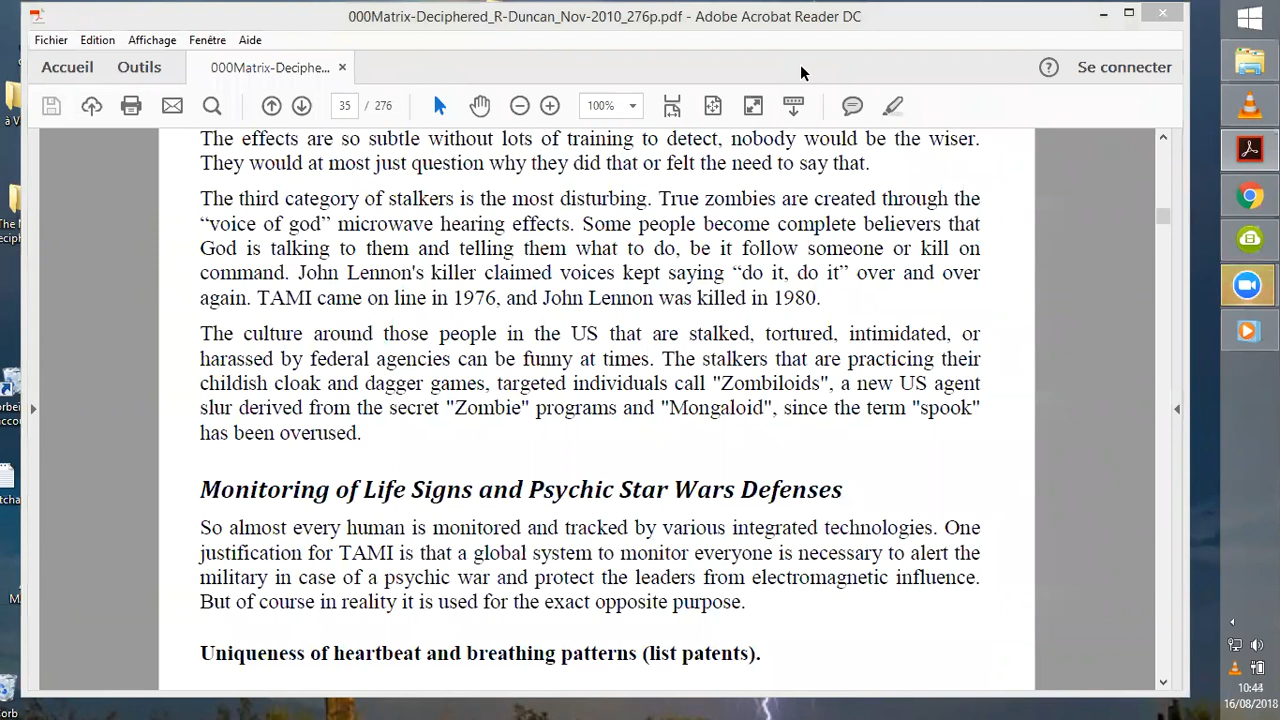 000Matrix-Deciphered_R-Duncan_Nov-2010_276p.pdf - Adobe Acrobat Reader DC
Fichier Edition Affichage Fenêtre Aide
Accueil Outils 000Matrix-Deciphe... Se connecter
35 / 276 100%
The effects are so subtle without lots of training to detect, nobody would be the wiser.
They would at most just question why they did that or felt the need to say that.
The third category of stalkers is the most disturbing. True zombies are created through the
“voice of god” microwave hearing effects. Some people become complete believers that
God is talking to them and telling them what to do, be it follow someone or kill on
command. John Lennon's killer claimed voices kept saying “do it, do it” over and over
again. TAMI came on line in 1976, and John Lennon was killed in 1980.
The culture around those people in the US that are stalked, tortured, intimidated, or
harassed by federal agencies can be funny at times. The stalkers that are practicing their
childish cloak and dagger games, targeted individuals call "Zombiloids", a new US agent
slur derived from the secret "Zombie" programs and "Mongaloid", since the term "spook"
has been overused.
Monitoring of Life Signs and Psychic Star Wars Defenses
So almost every human is monitored and tracked by various integrated technologies. One
justification for TAMI is that a global system to monitor everyone is necessary to alert the
military in case of a psychic war and protect the leaders from electromagnetic influence.
But of course in reality it is used for the exact opposite purpose.
Uniqueness of heartbeat and breathing patterns (list patents).
10:44
16/08/2018